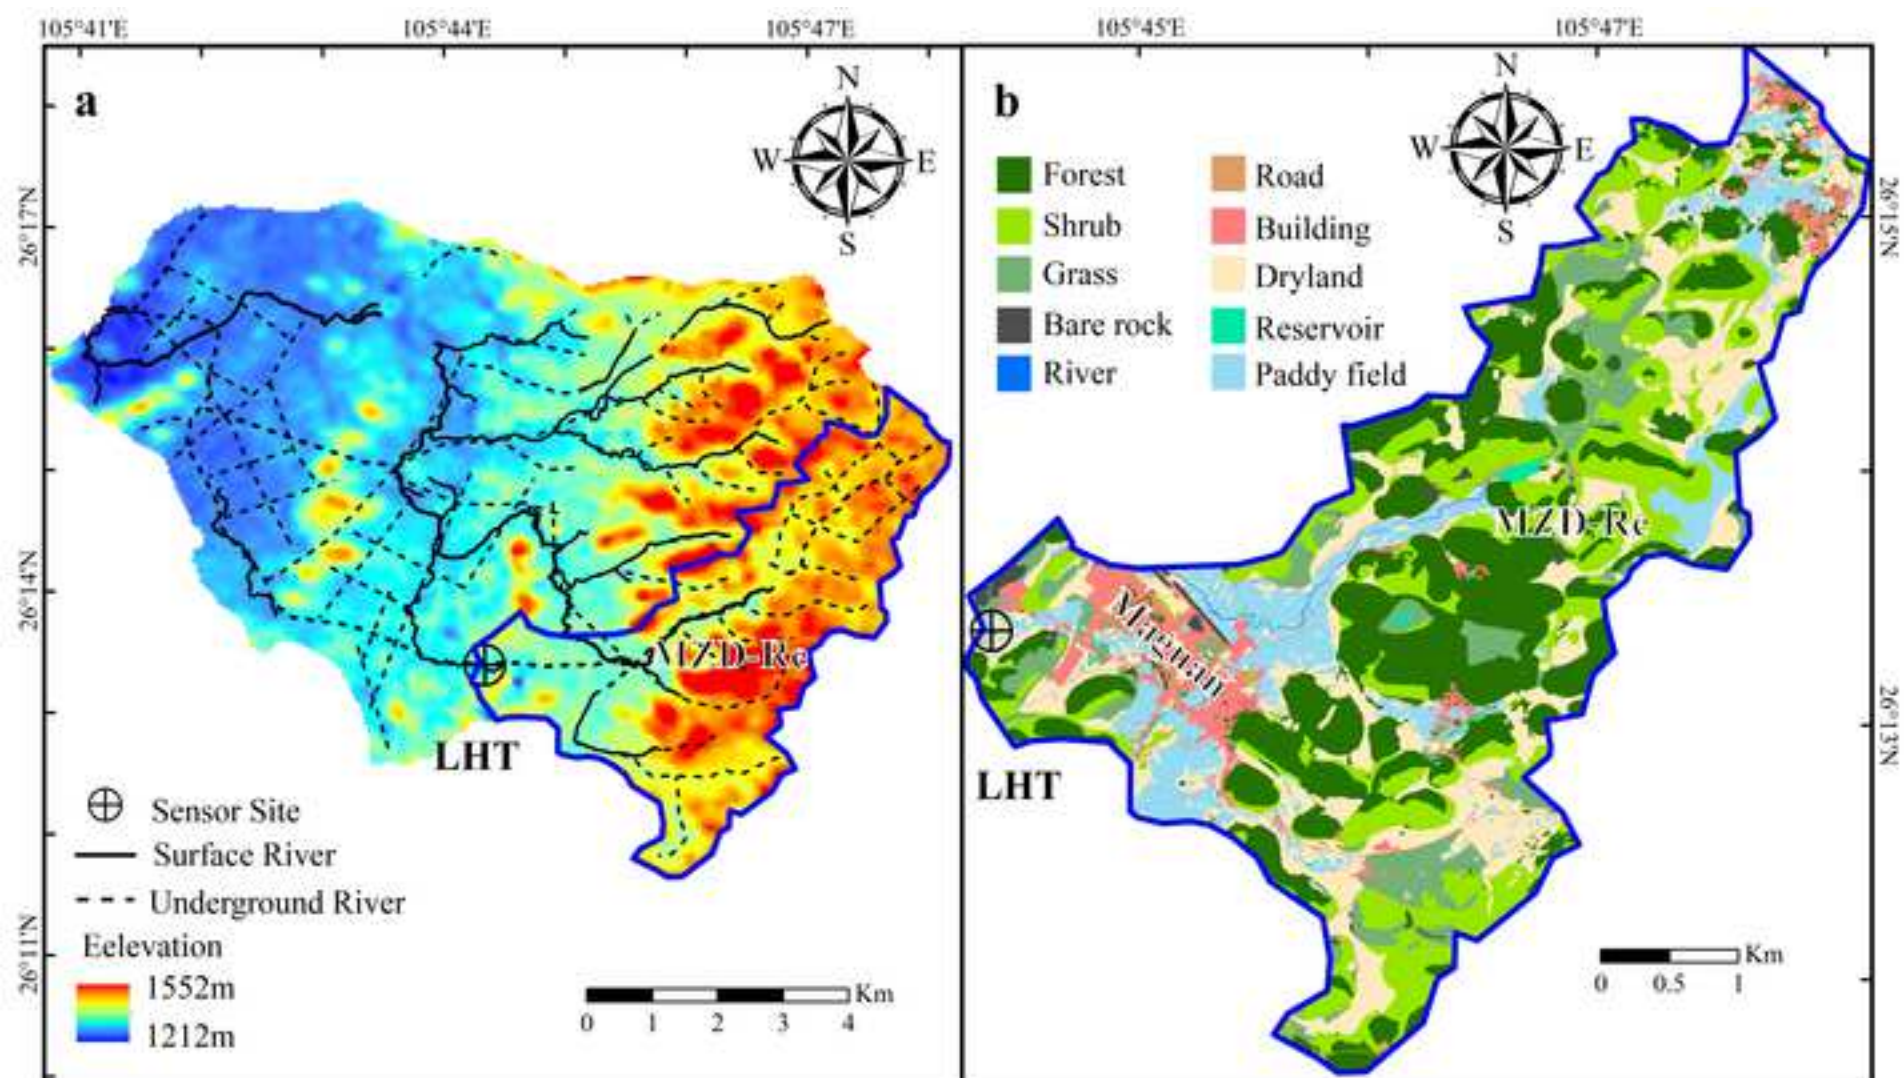 105°41'E
105°44'E
105°47'E
105°45'E
105°47'E
a
N
W
E
S
26°17'N
26°14'N
26°11'N
MZD-Re
LHT
Sensor Site
Surface River
Underground River
Eelevation
1552m
1212m
Km
0 1 2 3 4
b
N
W
E
S
Forest
Road
Shrub
Building
Grass
Dryland
Bare rock
Reservoir
River
Paddy field
26°15'N
26°13'N
MZD-Re
Maguan
LHT
Km
0 0.5 1